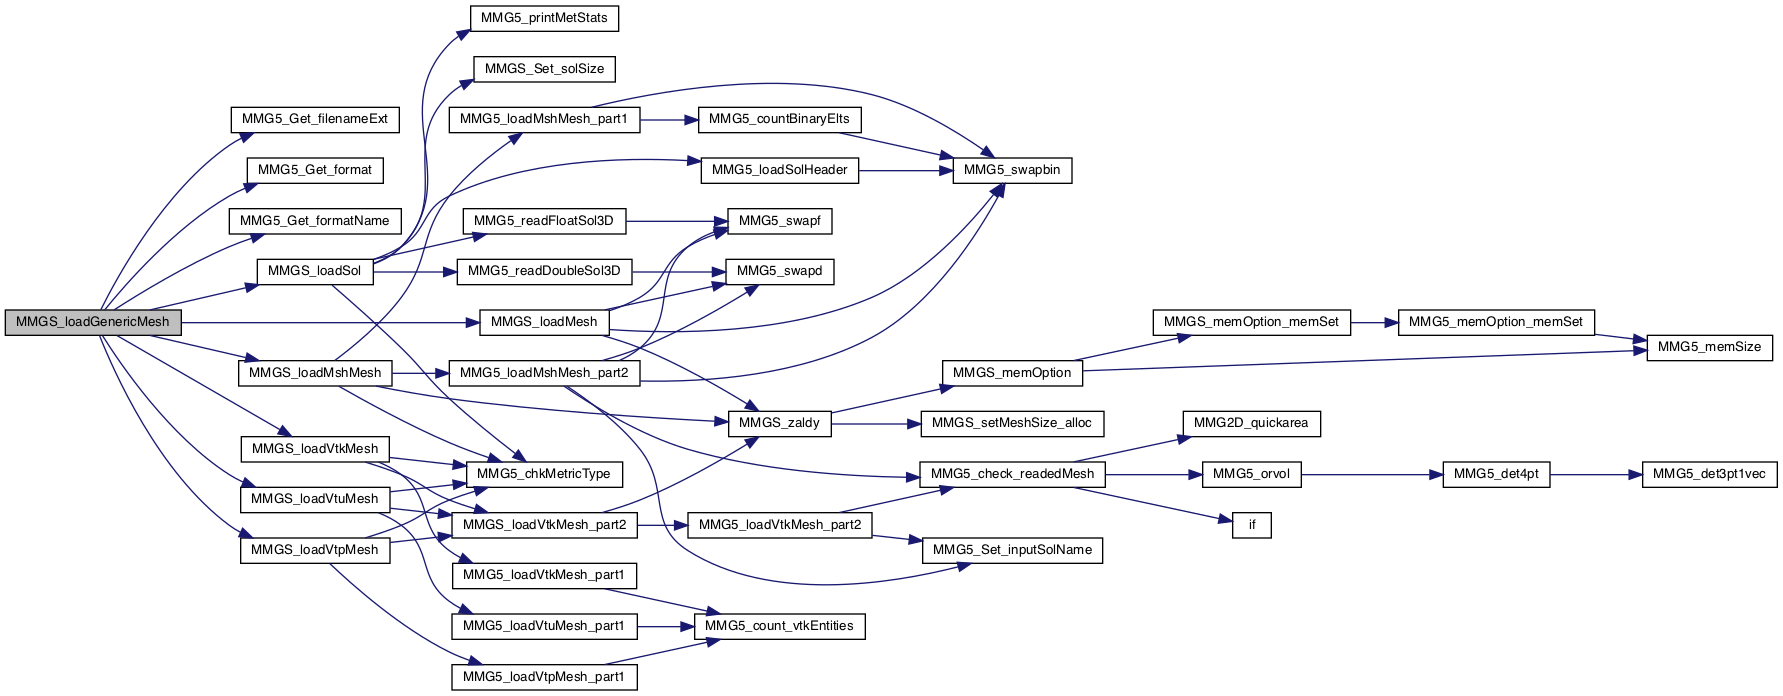 MMGS_loadGenericMesh
MMG5_Get_filenameExt
MMG5_Get_format
MMG5_Get_formatName
MMGS_loadSol
MMGS_loadMshMesh
MMGS_loadVtkMesh
MMGS_loadVtuMesh
MMGS_loadVtpMesh
MMG5_printMetStats
MMGS_Set_solSize
MMG5_loadMshMesh_part1
MMG5_readFloatSol3D
MMG5_readDoubleSol3D
MMGS_loadMesh
MMG5_loadMshMesh_part2
MMG5_chkMetricType
MMGS_loadVtkMesh_part2
MMG5_loadVtkMesh_part1
MMG5_loadVtuMesh_part1
MMG5_loadVtpMesh_part1
MMG5_countBinaryElts
MMG5_loadSolHeader
MMG5_swapf
MMG5_swapd
MMGS_zaldy
MMG5_loadVtkMesh_part2
MMG5_count_vtkEntities
MMG5_swapbin
MMGS_memOption
MMGS_setMeshSize_alloc
MMG5_check_readedMesh
MMG5_Set_inputSolName
MMGS_memOption_memSet
MMG2D_quickarea
MMG5_orvol
if
MMG5_memOption_memSet
MMG5_det4pt
MMG5_memSize
MMG5_det3pt1vec